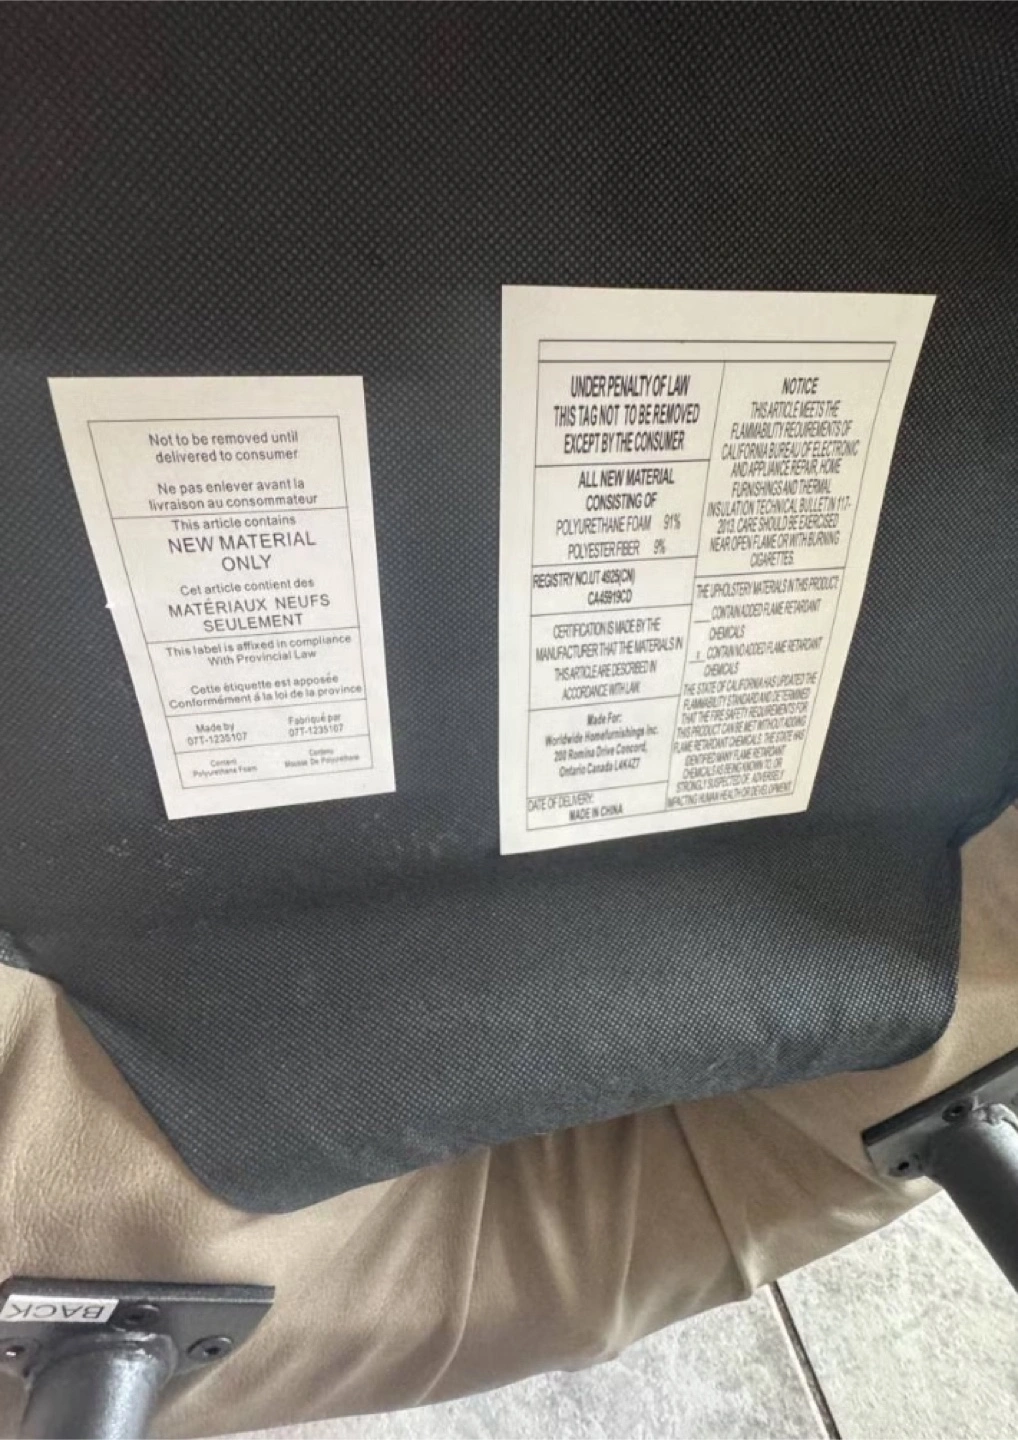 Not to be removed until
delivered to consumer
Ne pas enlever avant la
livraison au consommateur
This article contains
NEW MATERIAL
ONLY
Cet article contient des
MATÉRIAUX NEUFS
SEULEMENT
This label is affixed in compliance
With Provincial Law
Cette étiquette est apposée
Conformément á la loi de la province
Made by
07T-1235107
Fabriqué par
07T-1235107
Content
Polyurethane Foam
Contenu
Mousse De Polyuréthane
UNDER PENALTY OF LAW
THIS TAG NOT TO BE REMOVED
EXCEPT BY THE CONSUMER
ALL NEW MATERIAL
CONSISTING OF
POLYURETHANE FOAM 91%
POLYESTER FIBER 9%
REGISTRY NO.UT 4925(CN)
CA45919CD
CERTIFICATION IS MADE BY THE
MANUFACTURER THAT THE MATERIALS IN
THIS ARTICLE ARE DESCRIBED IN
ACCORDANCE WITH LAW.
Made For:
Worldwide Homefurnishings Inc.
200 Romina Drive Concord,
Ontario Canada L4K4Z7
DATE OF DELIVERY:
MADE IN CHINA
NOTICE
THIS ARTICLE MEETS THE
FLAMMABILITY REQUIREMENTS OF
CALIFORNIA BUREAU OF ELECTRONIC
AND APPLIANCE REPAIR, HOME
FURNISHINGS AND THERMAL
INSULATION TECHNICAL BULLETIN 117-
2013. CARE SHOULD BE EXERCISED
NEAR OPEN FLAME OR WITH BURNING
CIGARETTES.
THE UPHOLSTERY MATERIALS IN THIS PRODUCT:
CONTAIN ADDED FLAME RETARDANT
CHEMICALS
x CONTAIN NO ADDED FLAME RETARDANT
CHEMICALS
THE STATE OF CALIFORNIA HAS UPDATED THE
FLAMMABILITY STANDARD AND DETERMINED
THAT THE FIRE SAFETY REQUIREMENTS FOR
THIS PRODUCT CAN BE MET WITHOUT ADDING
FLAME RETARDANT CHEMICALS. THE STATE HAS
IDENTIFIED MANY FLAME RETARDANT
CHEMICALS AS BEING KNOWN TO, OR
STRONGLY SUSPECTED OF, ADVERSELY
IMPACTING HUMAN HEALTH OR DEVELOPMENT
BACK